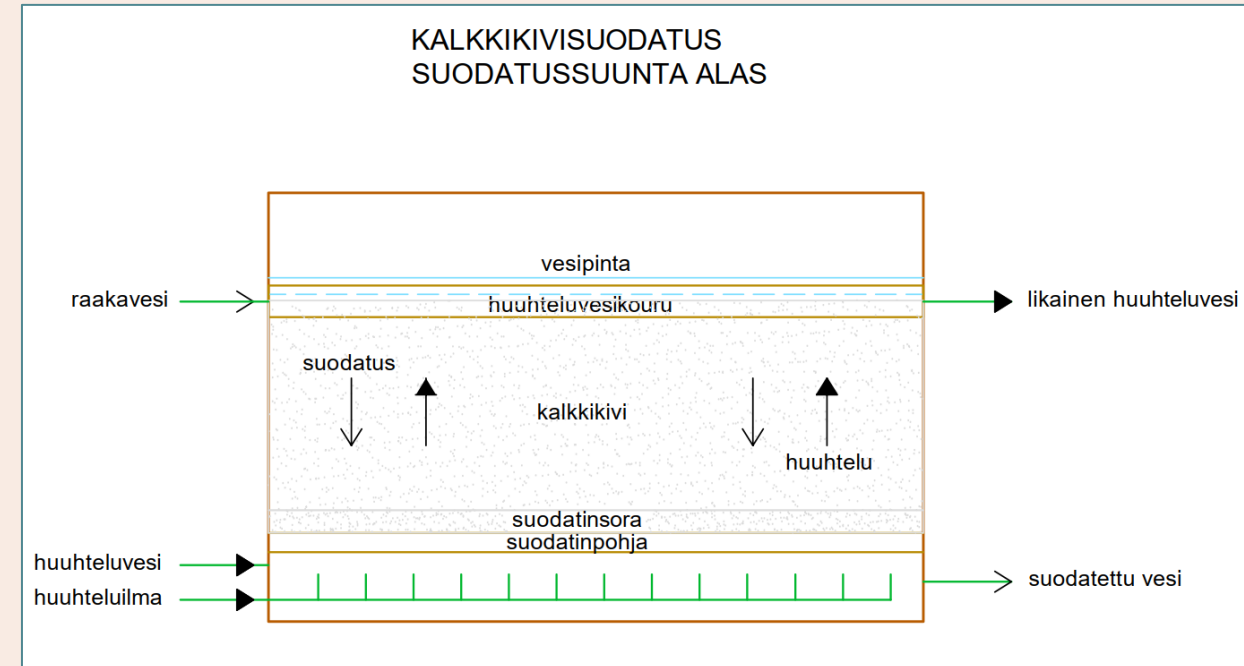 KALKKIKIVISUODATUS
SUODATUSSUUNTA ALAS
vesipinta
raakavesi
huuhteluvesikouru
likainen huuhteluvesi
suodatus
kalkkikivi
huuhtelu
suodatinsora
suodatinpohja
huuhteluvesi
huuhteluilma
suodatettu vesi